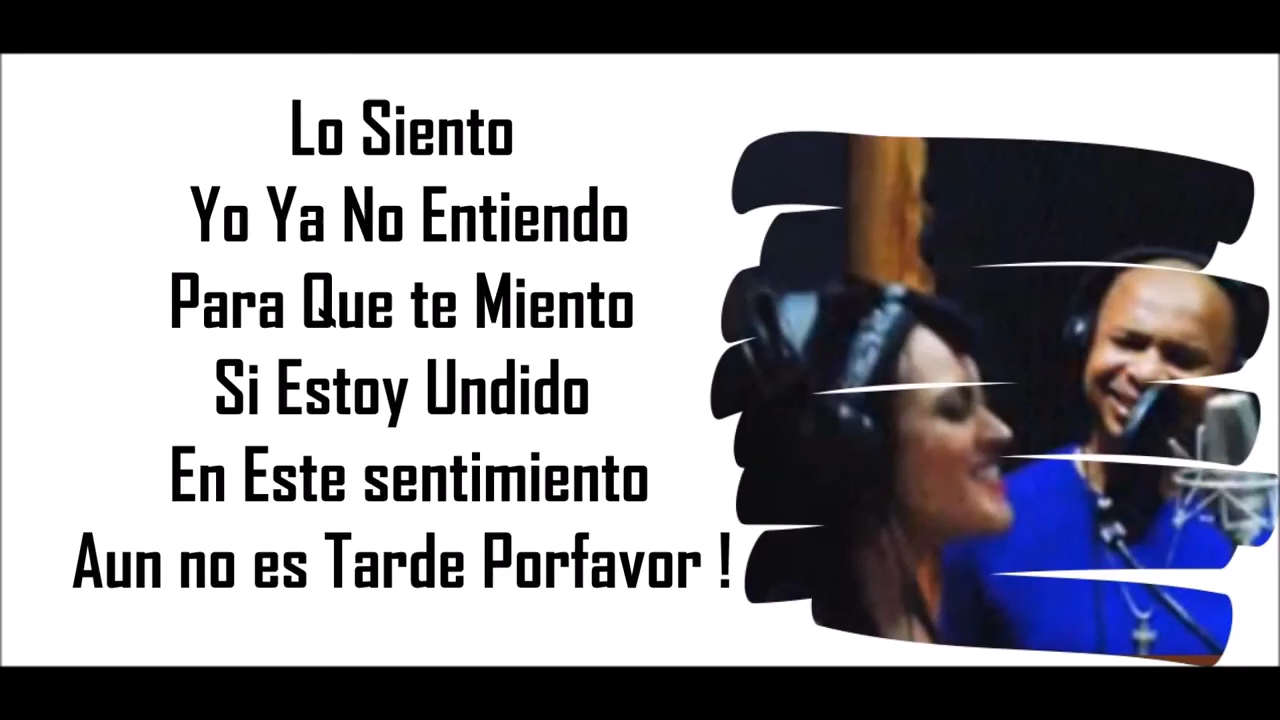 Lo Siento
Yo Ya No Entiendo
Para Que te Miento
Si Estoy Undido
En Este sentimiento
Aun no es Tarde Porfavor !